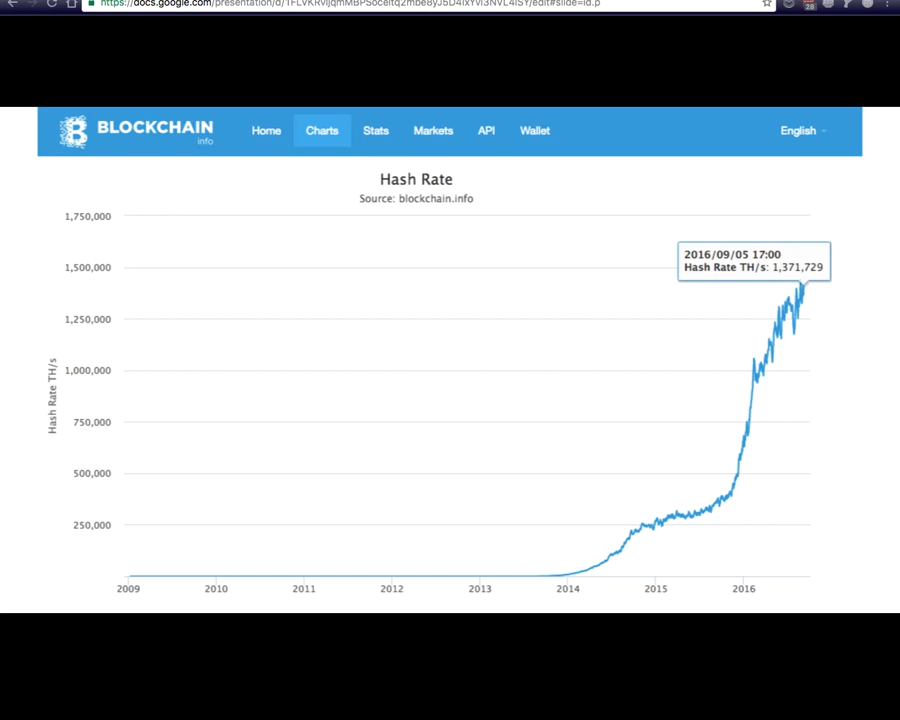 BLOCKCHAIN
info
Home Charts Stats Markets API Wallet English
Hash Rate
Source: blockchain.info
1,750,000
1,500,000
1,250,000
1,000,000
750,000
500,000
250,000
Hash Rate TH/s
2016/09/05 17:00
Hash Rate TH/s: 1,371,729
2009 2010 2011 2012 2013 2014 2015 2016